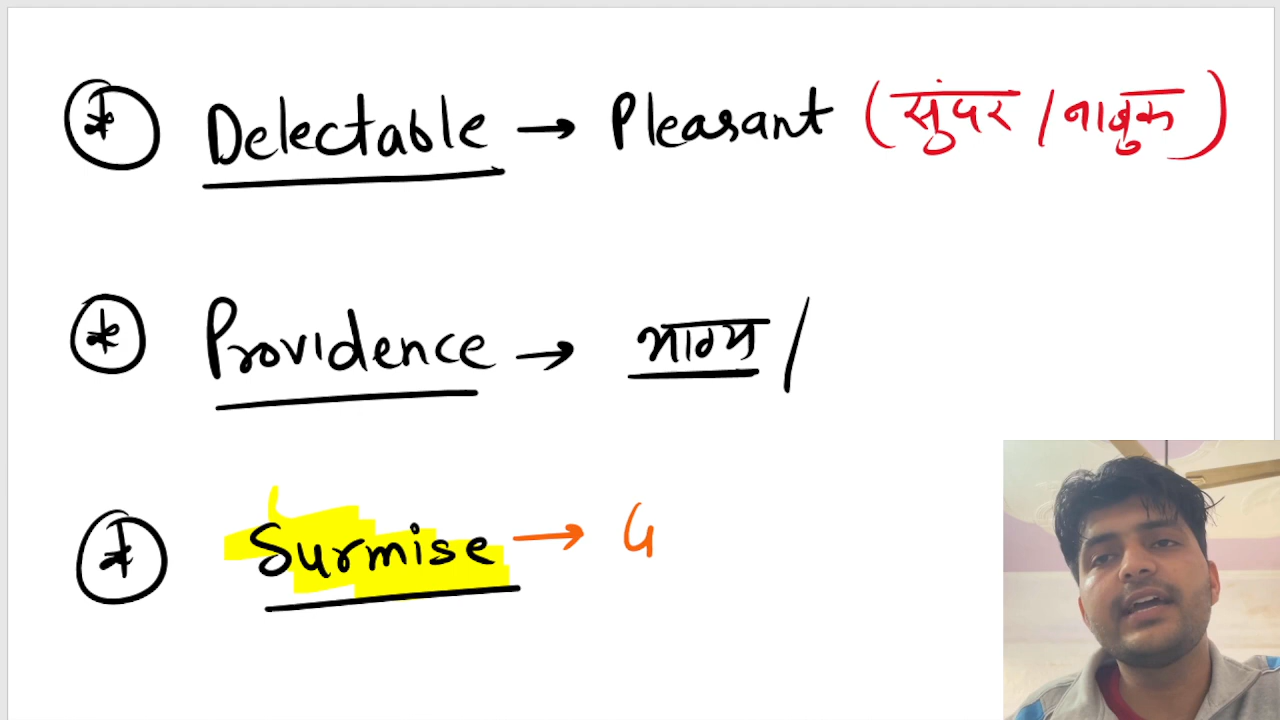 * Delectable → Pleasant (सुंदर / नाजुक)
* Providence → भाग्य /
* Surmise → G